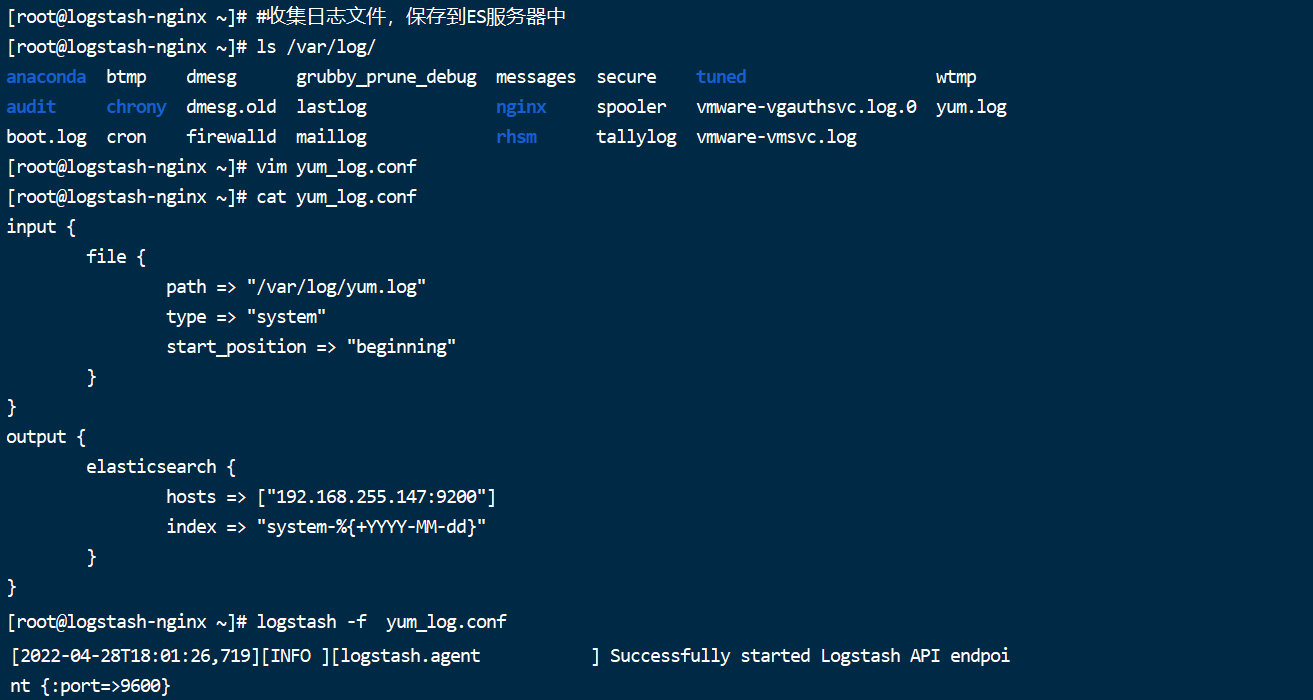 [root@logstash-nginx ~]# #收集日志文件，保存到ES服务器中
[root@logstash-nginx ~]# ls /var/log/
anaconda  btmp    dmesg      grubby_prune_debug  messages  secure    tuned                   wtmp
audit     chrony  dmesg.old  lastlog             nginx     spooler   vmware-vgauthsvc.log.0  yum.log
boot.log  cron    firewalld  maillog             rhsm      tallylog  vmware-vmsvc.log
[root@logstash-nginx ~]# vim yum_log.conf
[root@logstash-nginx ~]# cat yum_log.conf
input {
        file {
                path => "/var/log/yum.log"
                type => "system"
                start_position => "beginning"
        }
}
output {
        elasticsearch {
                hosts => ["192.168.255.147:9200"]
                index => "system-%{+YYYY-MM-dd}"
        }
}
[root@logstash-nginx ~]# logstash -f  yum_log.conf
[2022-04-28T18:01:26,719][INFO ][logstash.agent           ] Successfully started Logstash API endpoi
nt {:port=>9600}